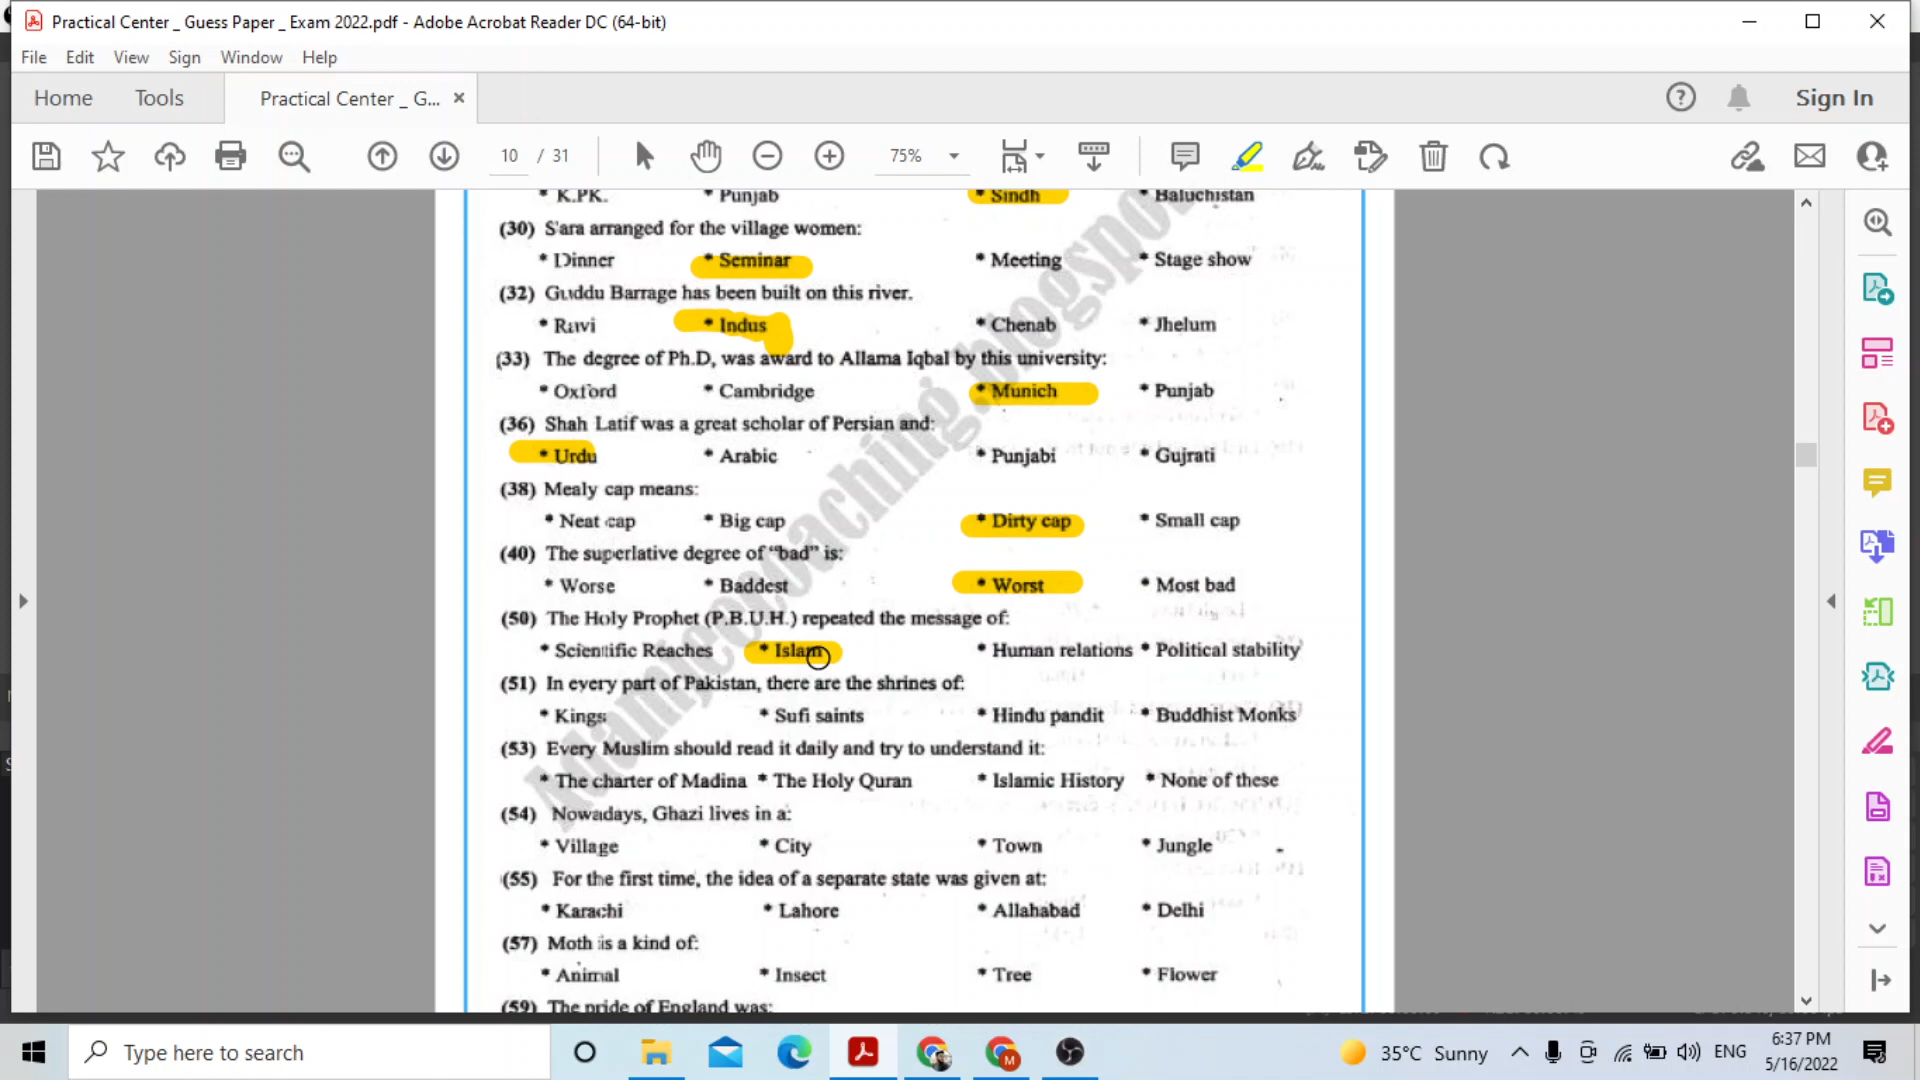 Practical Center _ Guess Paper _ Exam 2022.pdf - Adobe Acrobat Reader DC (64-bit)
File Edit View Sign Window Help
Home Tools Practical Center _ G... × Sign In
10 / 31 75%
* K.PK. * Punjab * Sindh * Baluchistan
(30) Sara arranged for the village women:
* Dinner * Seminar * Meeting * Stage show
(32) Guddu Barrage has been built on this river.
* Ravi * Indus * Chenab * Jhelum
(33) The degree of Ph.D, was award to Allama Iqbal by this university:
* Oxford * Cambridge * Munich * Punjab
(36) Shah Latif was a great scholar of Persian and:
* Urdu * Arabic * Punjabi * Gujrati
(38) Mealy cap means:
* Neat cap * Big cap * Dirty cap * Small cap
(40) The superlative degree of "bad" is:
* Worse * Baddest * Worst * Most bad
(50) The Holy Prophet (P.B.U.H.) repeated the message of:
* Scientific Reaches * Islam * Human relations * Political stability
(51) In every part of Pakistan, there are the shrines of:
* Kings * Sufi saints * Hindu pandit * Buddhist Monks
(53) Every Muslim should read it daily and try to understand it:
* The charter of Madina * The Holy Quran * Islamic History * None of these
(54) Nowadays, Ghazi lives in a:
* Village * City * Town * Jungle
(55) For the first time, the idea of a separate state was given at:
* Karachi * Lahore * Allahabad * Delhi
(57) Moth is a kind of:
* Animal * Insect * Tree * Flower
(59) The pride of England was:
Adamjeecoaching.blogspot
Type here to search
35°C Sunny ENG 6:37 PM
5/16/2022